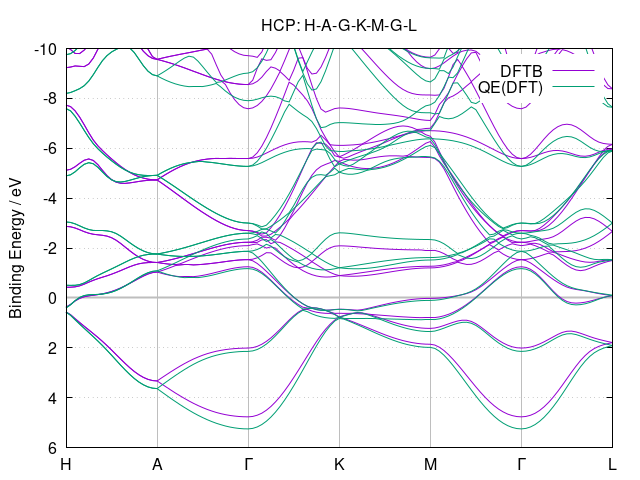 HCP: H-A-G-K-M-G-L
-10
-8
-6
-4
-2
0
2
4
6
Binding Energy / eV
DFTB
QE(DFT)
H A Γ K M Γ L